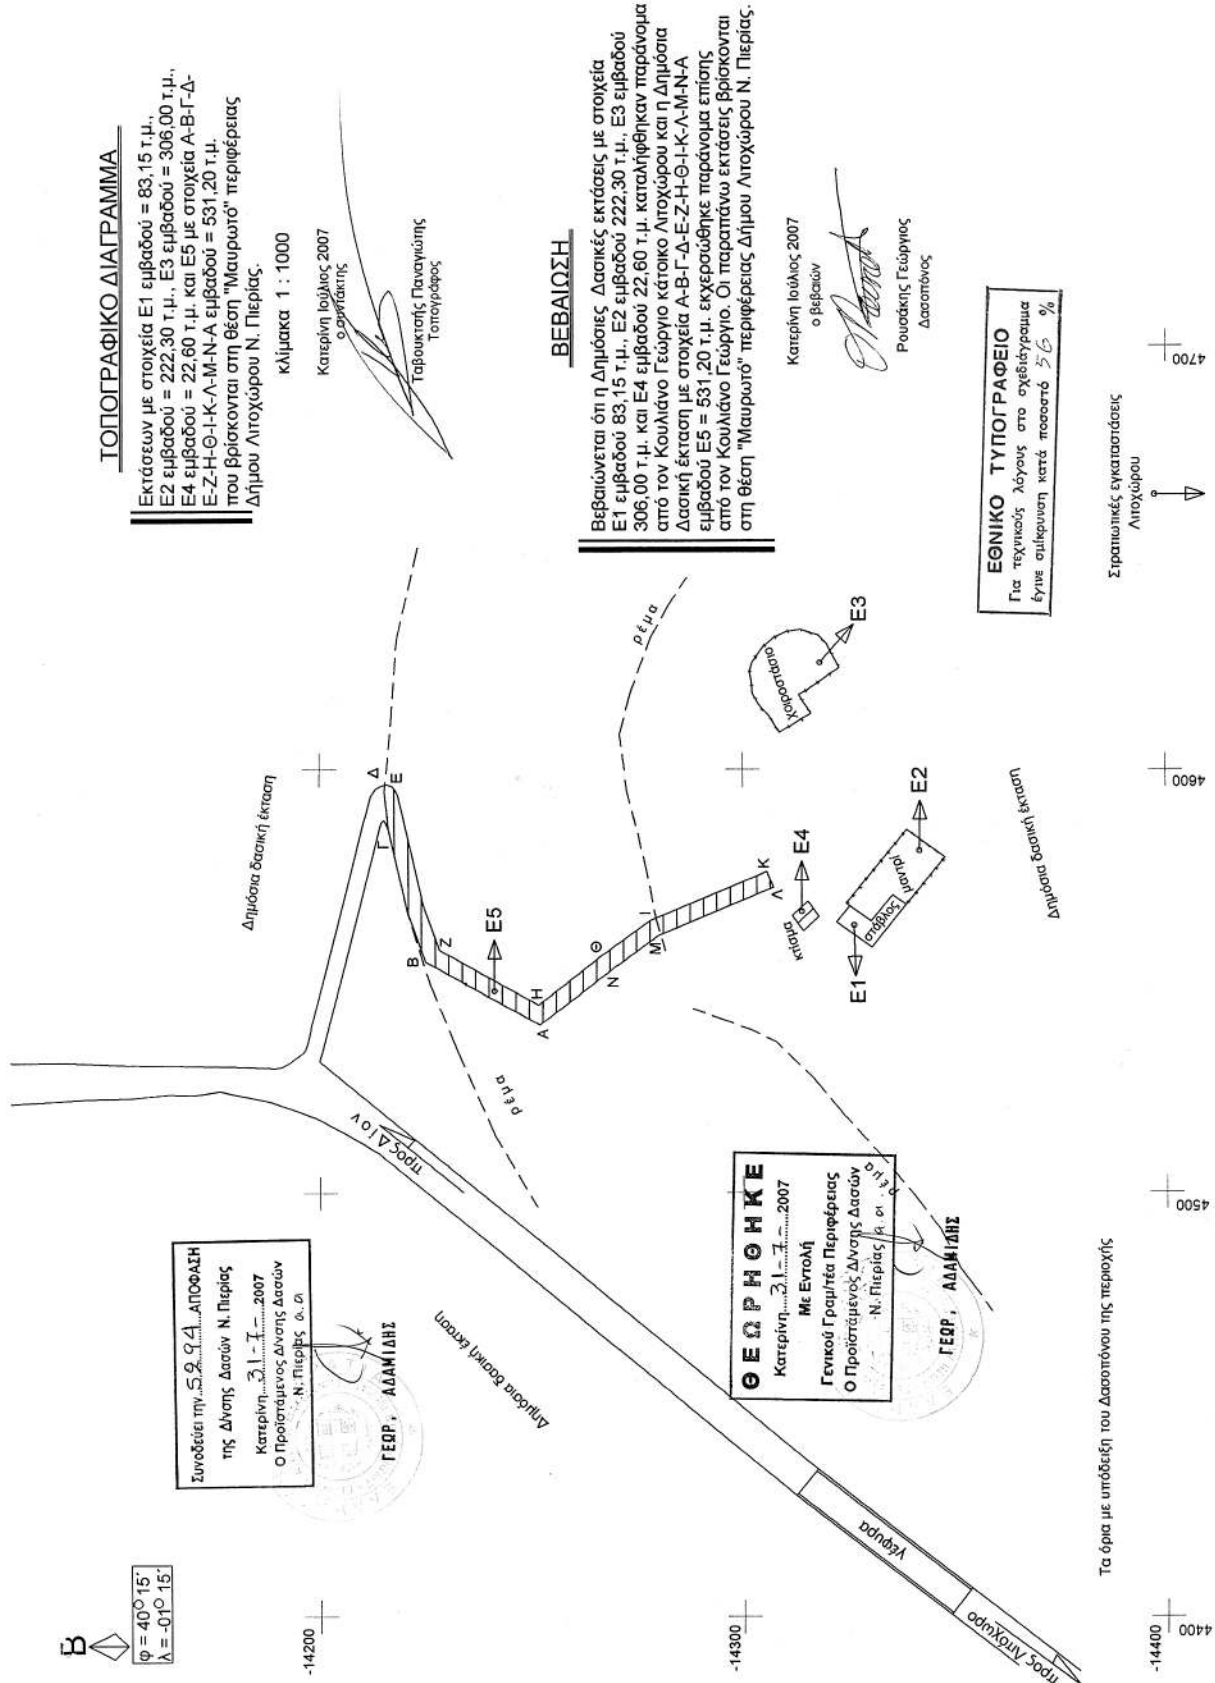 Β
φ = 40° 15'
λ = -01° 15'
ΤΟΠΟΓΡΑΦΙΚΟ ΔΙΑΓΡΑΜΜΑ
Εκτάσεων με στοιχεία Ε1 εμβαδού = 83,15 τ.μ.,
Ε2 εμβαδού = 222,30 τ.μ., Ε3 εμβαδού = 306,00 τ.μ.,
Ε4 εμβαδού = 22,60 τ.μ. και Ε5 με στοιχεία Α-Β-Γ-Δ-
Ε-Ζ-Η-Θ-Ι-Κ-Λ-Μ-Ν-Α εμβαδού = 531,20 τ.μ.
που βρίσκονται στη θέση "Μαυρωτό" περιφέρειας
Δήμου Λιτοχώρου Ν. Πιερίας.
Κλίμακα 1 : 1000
Κατερίνη Ιούλιος 2007
ο συντάκτης
Ταβουκτσής Παναγιώτης
Τοπογράφος
ΒΕΒΑΙΩΣΗ
Βεβαιώνεται ότι η Δημόσιες Δασικές εκτάσεις με στοιχεία
Ε1 εμβαδού 83,15 τ.μ., Ε2 εμβαδού 222,30 τ.μ., Ε3 εμβαδού
306,00 τ.μ. και Ε4 εμβαδού 22,60 τ.μ. καταλήφθηκαν παράνομα
από τον Κουλιάνο Γεώργιο κάτοικο Λιτοχώρου και η Δημόσια
Δασική έκταση με στοιχεία Α-Β-Γ-Δ-Ε-Ζ-Η-Θ-Ι-Κ-Λ-Μ-Ν-Α
εμβαδού Ε5 = 531,20 τ.μ. εκχερσώθηκε παράνομα επίσης
από τον Κουλιάνο Γεώργιο. Οι παραπάνω εκτάσεις βρίσκονται
στη θέση "Μαυρωτό" περιφέρειας Δήμου Λιτοχώρου Ν. Πιερίας.
Κατερίνη Ιούλιος 2007
ο βεβαιών
Ρουσάκης Γεώργιος
Δασοπόνος
ΕΘΝΙΚΟ ΤΥΠΟΓΡΑΦΕΙΟ
Για τεχνικούς λόγους στο σχεδιάγραμμα
έγινε σμίκρυνση κατά ποσοστό 56 %
Στρατιωτικές εγκαταστάσεις
Λιτοχώρου
Συνοδεύει την 5294 ΑΠΟΦΑΣΗ
της Δ/νσης Δασών Ν. Πιερίας
Κατερίνη 31-7- 2007
Ο Προϊστάμενος Δ/νσης Δασών
Ν. Πιερίας α.α
ΓΕΩΡ. ΑΔΑΜΙΔΗΣ
ΘΕΩΡΗΘΗΚΕ
Κατερίνη 31-7- 2007
Με Εντολή
Γενικού Γραμ/τέα Περιφέρειας
Ο Προϊστάμενος Δ/νσης Δασών
Ν. Πιερίας α.α.
ΓΕΩΡ. ΑΔΑΜΙΔΗΣ
Δημόσια δασική έκταση
Δημόσια δασική έκταση
Δημόσια δασική έκταση
προς Δίον
γέφυρα
προς Λιτόχωρο
ρέμα
ρέμα
ρέμα
Α
Β
Γ
Δ
Ε
Ζ
Η
Θ
Ι
Κ
Λ
Μ
Ν
Ε5
Ε4
κτίσμα
Ε1
στάβλος
μαντρί
Ε2
Χοιροστάσιο
Ε3
-14200
-14300
-14400
4400
4500
4600
4700
Τα όρια με υπόδειξη του Δασοπόνου της περιοχής